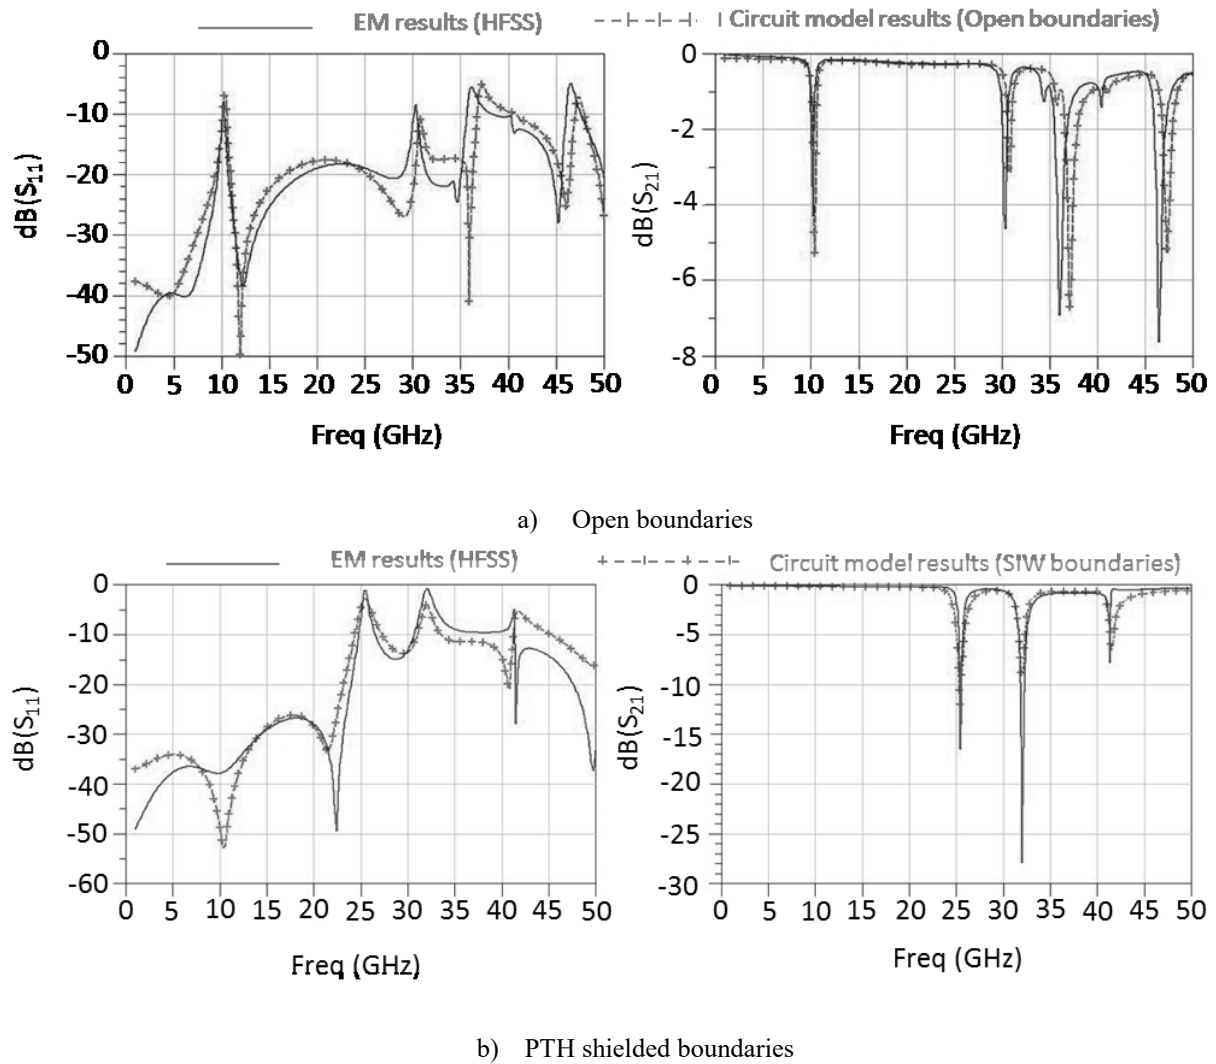 EM results (HFSS) Circuit model results (Open boundaries)
0 0
-10
-2
-20
-4
-30
-6
-40
-50 -8
dB(S11) dB(S21)
0 5 10 15 20 25 30 35 40 45 50 0 5 10 15 20 25 30 35 40 45 50
Freq (GHz) Freq (GHz)
a) Open boundaries
EM results (HFSS) Circuit model results (SIW boundaries)
0 0
-10 -5
-20 -10
-30 -15
-40 -20
-50 -25
-60 -30
dB(S11) dB(S21)
0 5 10 15 20 25 30 35 40 45 50 0 5 10 15 20 25 30 35 40 45 50
Freq (GHz) Freq (GHz)
b) PTH shielded boundaries